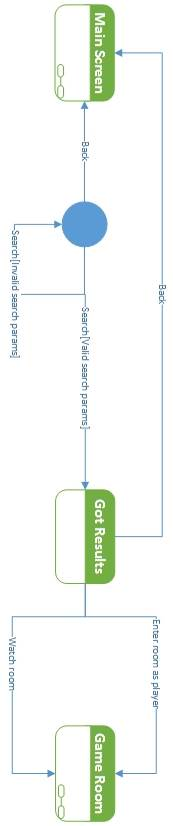 Main Screen
Back
Search[Invalid search params]
Search[Valid search params]
Back
Got Results
Enter room as player
Watch room
Game Room